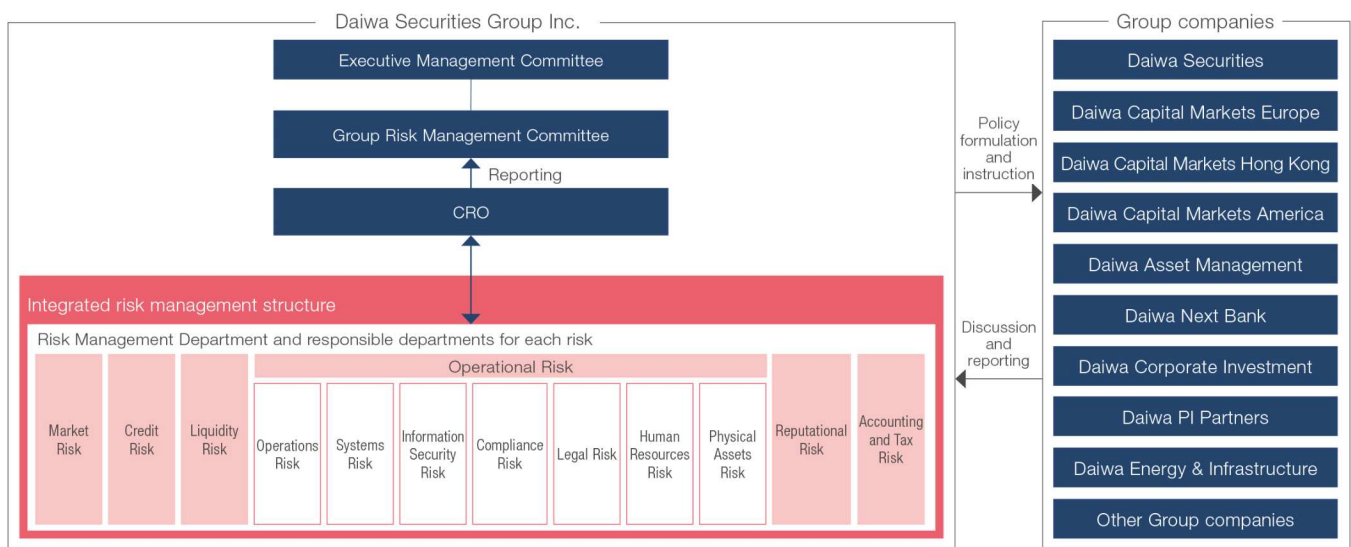 Daiwa Securities Group Inc.
Executive Management Committee
Group Risk Management Committee
Reporting
CRO
Integrated risk management structure
Risk Management Department and responsible departments for each risk
Market
Risk
Credit
Risk
Liquidity
Risk
Operational Risk
Operations
Risk
Systems
Risk
Information
Security
Risk
Compliance
Risk
Legal Risk
Human
Resources
Risk
Physical
Assets
Risk
Reputational
Risk
Accounting
and Tax
Risk
Policy
formulation
and
instruction
Discussion
and
reporting
Group companies
Daiwa Securities
Daiwa Capital Markets Europe
Daiwa Capital Markets Hong Kong
Daiwa Capital Markets America
Daiwa Asset Management
Daiwa Next Bank
Daiwa Corporate Investment
Daiwa PI Partners
Daiwa Energy & Infrastructure
Other Group companies